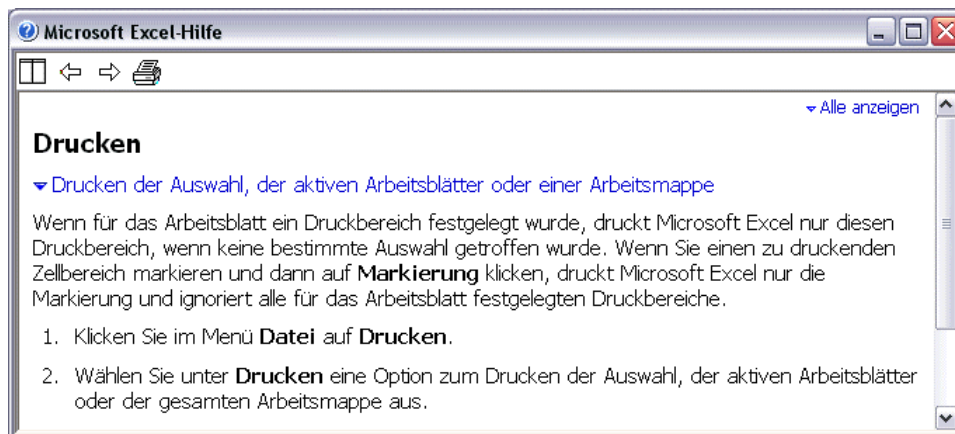 Microsoft Excel-Hilfe
Alle anzeigen
Drucken
Drucken der Auswahl, der aktiven Arbeitsblätter oder einer Arbeitsmappe
Wenn für das Arbeitsblatt ein Druckbereich festgelegt wurde, druckt Microsoft Excel nur diesen
Druckbereich, wenn keine bestimmte Auswahl getroffen wurde. Wenn Sie einen zu druckenden
Zellbereich markieren und dann auf Markierung klicken, druckt Microsoft Excel nur die
Markierung und ignoriert alle für das Arbeitsblatt festgelegten Druckbereiche.
1. Klicken Sie im Menü Datei auf Drucken.
2. Wählen Sie unter Drucken eine Option zum Drucken der Auswahl, der aktiven Arbeitsblätter
oder der gesamten Arbeitsmappe aus.